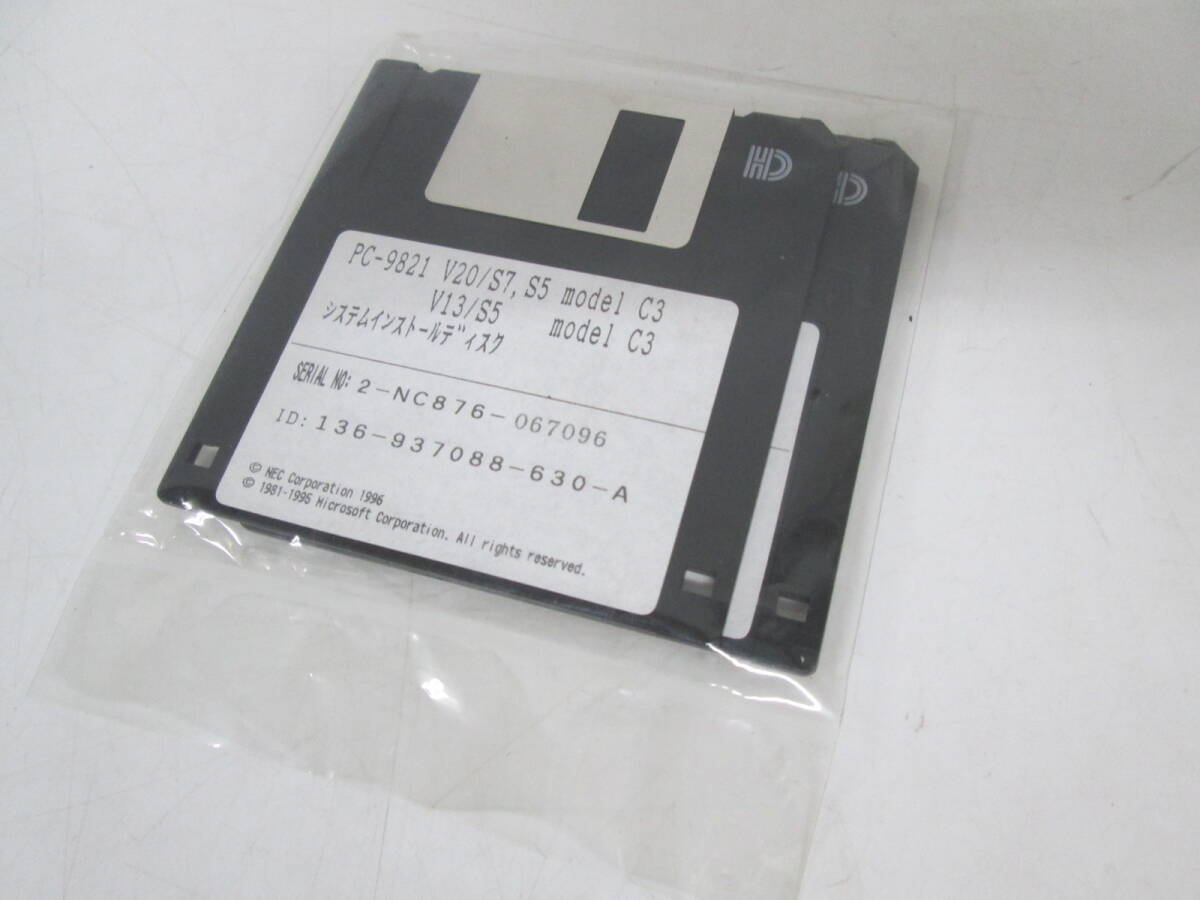 HD
HD
PC-9821 V20/S7, S5 model C3
V13/S5 model C3
システムインストールディスク
SERIAL NO: 2-NC876-067096
ID: 136-937088-630-A
© NEC Corporation 1996
© 1981-1995 Microsoft Corporation. All rights reserved.